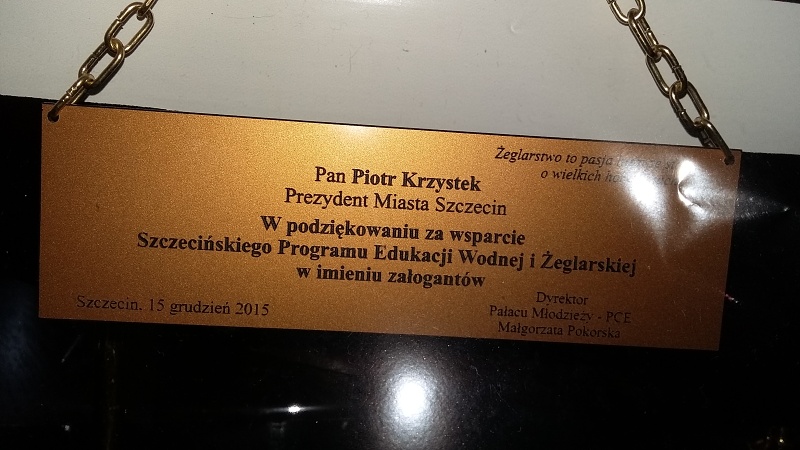 Żeglarstwo to pasja
o wielkich
Pan Piotr Krzystek
Prezydent Miasta Szczecin
W podziękowaniu za wsparcie
Szczecińskiego Programu Edukacji Wodnej i Żeglarskiej
w imieniu załogantów
Szczecin, 15 grudzień 2015
Dyrektor
Pałacu Młodzieży - PCE
Małgorzata Pokorska